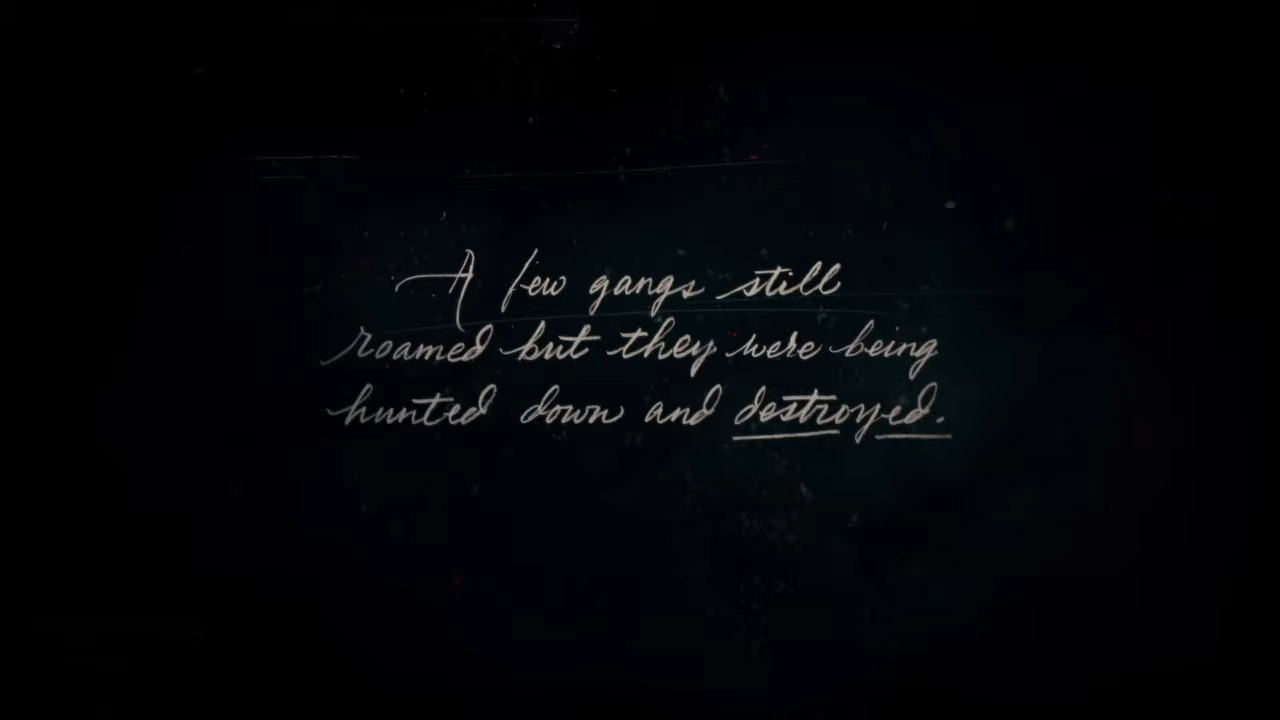 A few gangs still
roamed but they were being
hunted down and destroyed.